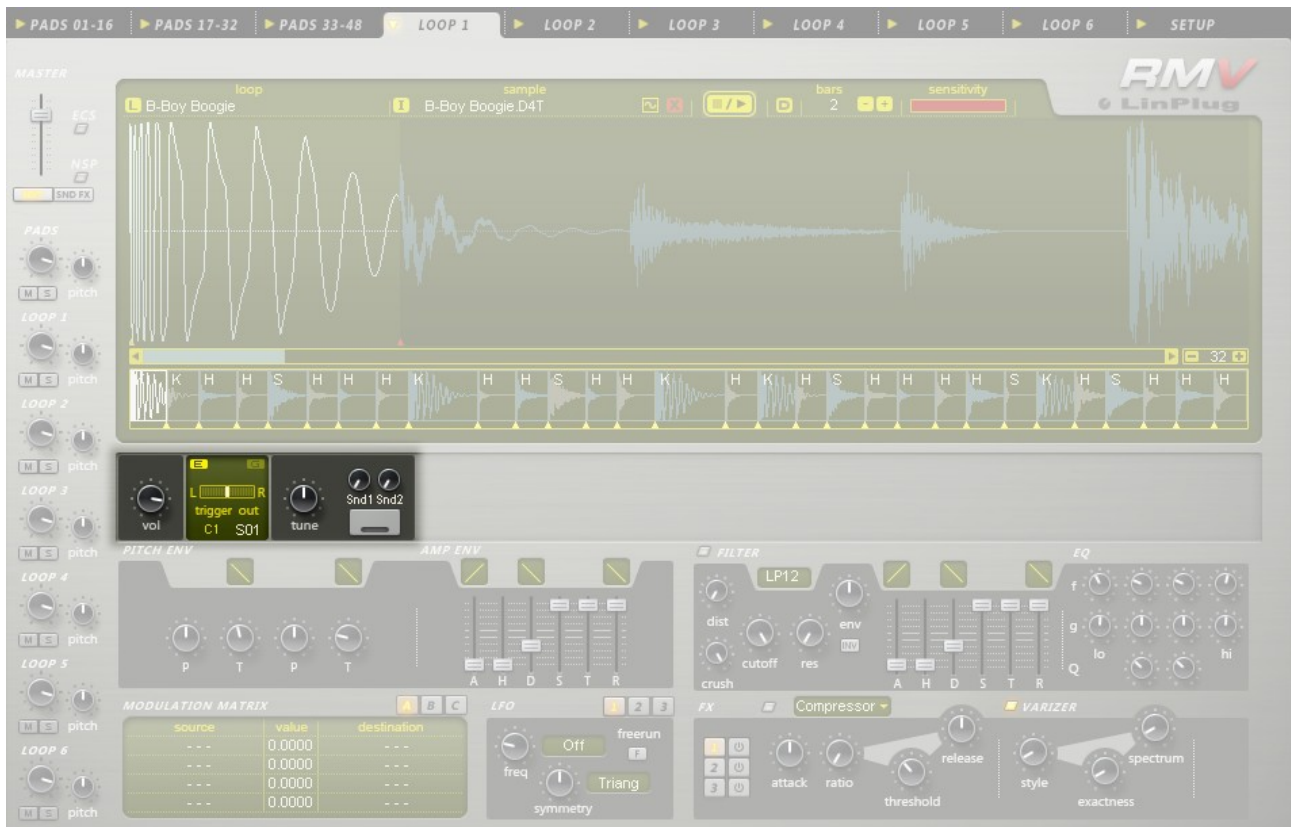 PADS 01-16 PADS 17-32 PADS 33-48 LOOP 1 LOOP 2 LOOP 3 LOOP 4 LOOP 5 LOOP 6 SETUP
MASTER
ECS
NSP
SND FX
RMV
LinPlug
loop sample bars sensitivity
L B-Boy Boogie I B-Boy Boogie.D4T X D 2 - +
32
K H H S H H H K H H S H H K H K H S H H H S K H S H H H
PADS
M S pitch
LOOP 1
M S pitch
LOOP 2
M S pitch
LOOP 3
M S pitch
LOOP 4
M S pitch
LOOP 5
M S pitch
LOOP 6
M S pitch
E G
L R
trigger out
C1 S01
vol
tune
Snd1 Snd2
PITCH ENV
P T P T
AMP ENV
A H D S T R
FILTER
LP12
dist
crush
cutoff res
env
INV
A H D S T R
EQ
f
g
Q
lo hi
MODULATION MATRIX A B C
source value destination
--- 0.0000 ---
--- 0.0000 ---
--- 0.0000 ---
--- 0.0000 ---
LFO 1 2 3
freq
Off
freerun
F
Triang
symmetry
FX Compressor
1
2
3
attack ratio
threshold
release
VARIZER
style
exactness
spectrum